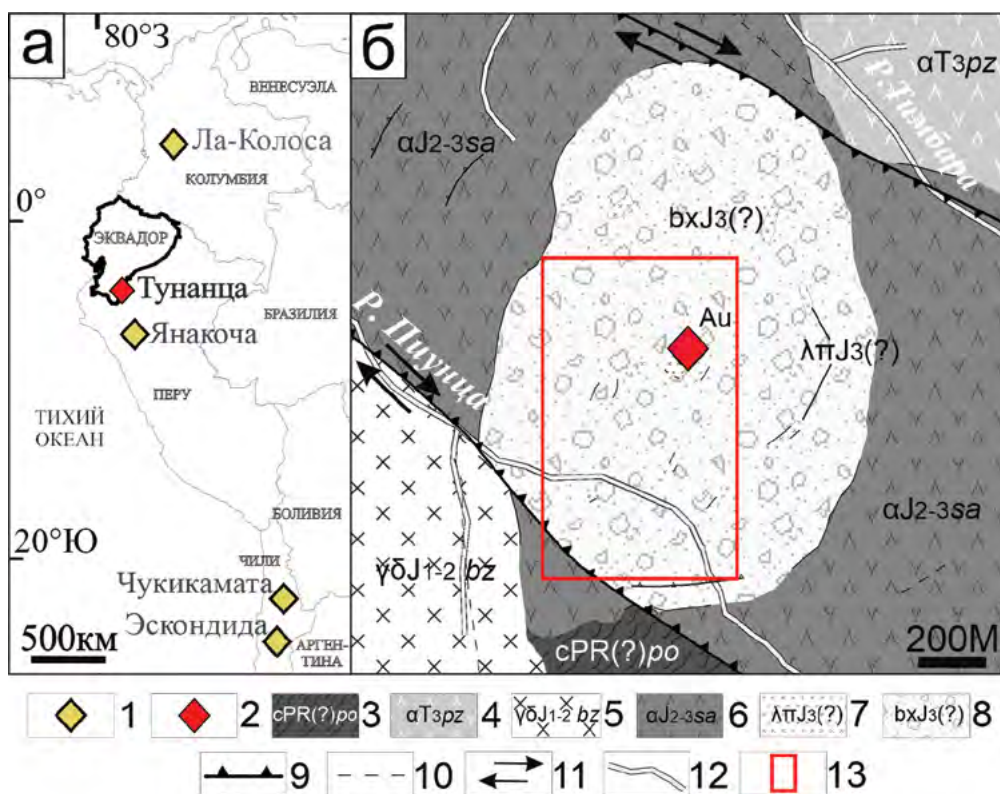 а
80°З
ВЕНЕСУЭЛА
Ла-Колоса
КОЛУМБИЯ
0°
ЭКВАДОР
Тунанца
БРАЗИЛИЯ
Янакоча
ПЕРУ
ТИХИЙ
ОКЕАН
БОЛИВИЯ
20°Ю
ЧИЛИ
Чукикамата
Эскондида
АРГЕН-
ТИНА
500км
б
αT3pz
Р.Тиэмбара
αJ2-3sa
bxJ3(?)
Au
Р. Пиунца
λπJ3(?)
αJ2-3sa
γδJ1-2 bz
cPR(?)po
200М
1
2
cPR(?)po 3
αT3pz 4
γδJ1-2 bz 5
αJ2-3sa 6
λπJ3(?) 7
bxJ3(?) 8
9
10
11
12
13